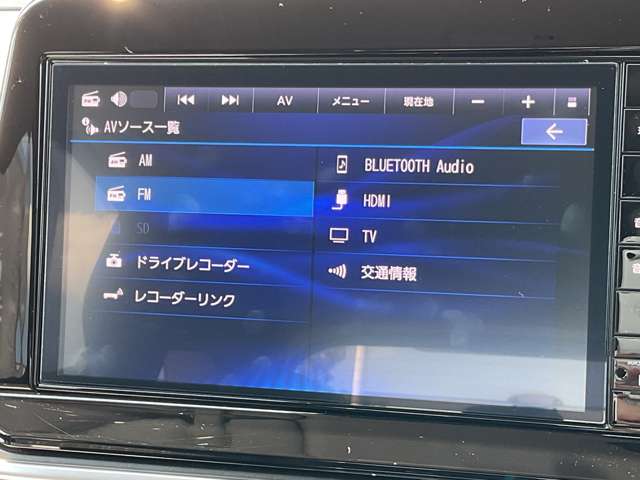 AV メニュー 現在地 − +
AVソース一覧
←
AM
FM
SD
ドライブレコーダー
レコーダーリンク
BLUETOOTH Audio
HDMI
TV
交通情報